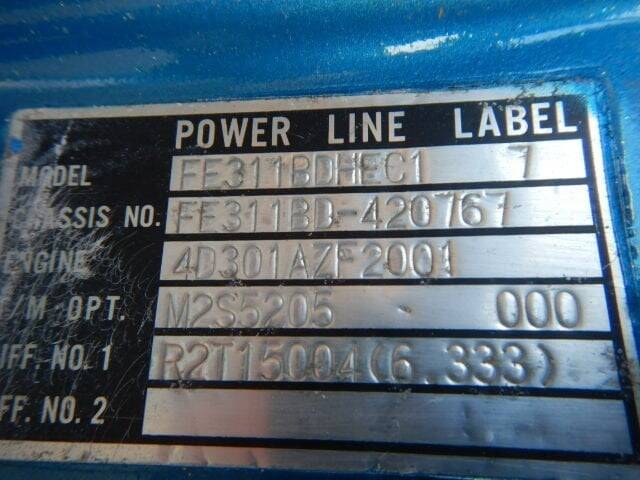 POWER LINE LABEL
MODEL FE311BDHEC1 7
CHASSIS NO. FE311BD-420767
ENGINE 4D301AZF2001
T/M OPT. M2S5205 000
DIFF. NO. 1 R2T15004(6.333)
DIFF. NO. 2